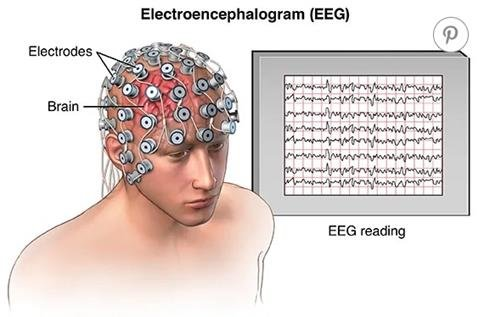 Electroencephalogram (EEG)
Electrodes
Brain
EEG reading